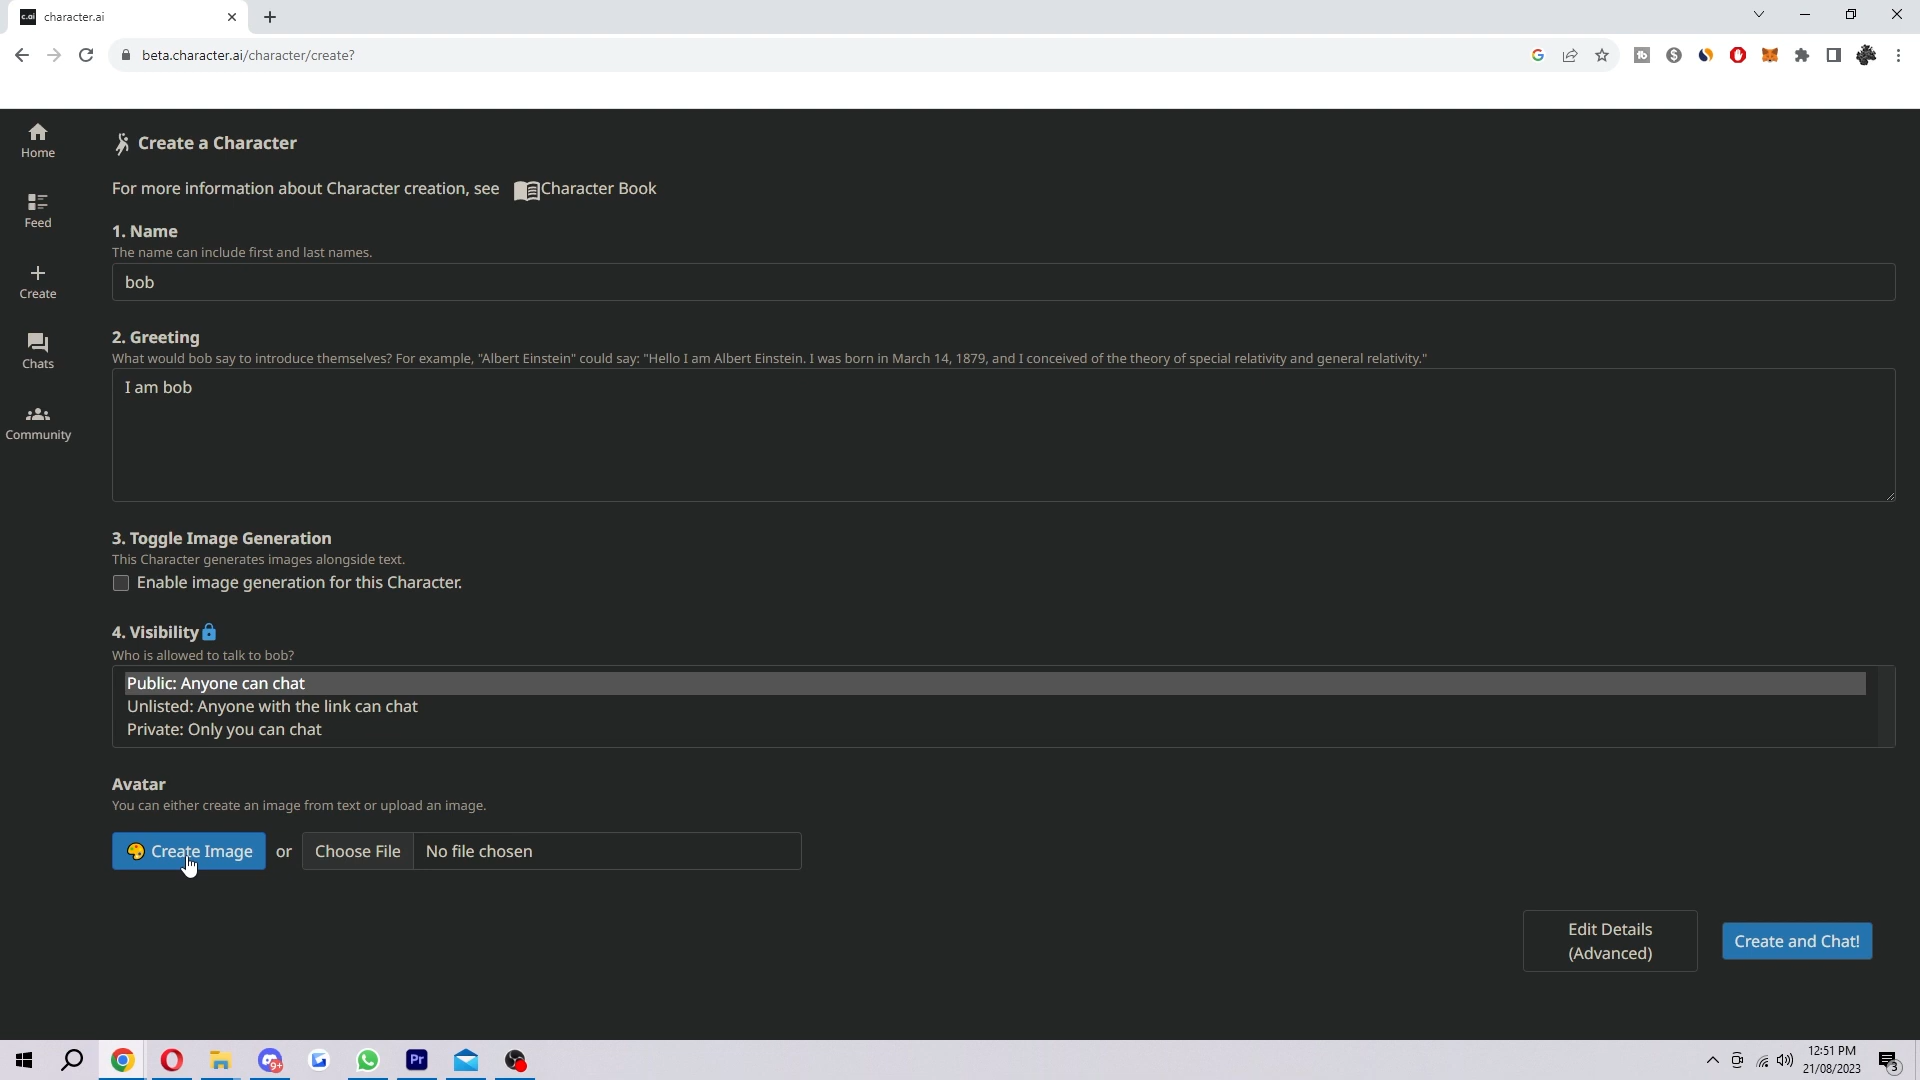 character.ai
beta.character.ai/character/create?
Home
Feed
Create
Chats
Community
Create a Character
For more information about Character creation, see Character Book
1. Name
The name can include first and last names.
bob
2. Greeting
What would bob say to introduce themselves? For example, "Albert Einstein" could say: "Hello I am Albert Einstein. I was born in March 14, 1879, and I conceived of the theory of special relativity and general relativity."
I am bob
3. Toggle Image Generation
This Character generates images alongside text.
Enable image generation for this Character.
4. Visibility
Who is allowed to talk to bob?
Public: Anyone can chat
Unlisted: Anyone with the link can chat
Private: Only you can chat
Avatar
You can either create an image from text or upload an image.
Create Image or Choose File No file chosen
Edit Details
(Advanced)
Create and Chat!
9+
Pr
12:51 PM
21/08/2023
3